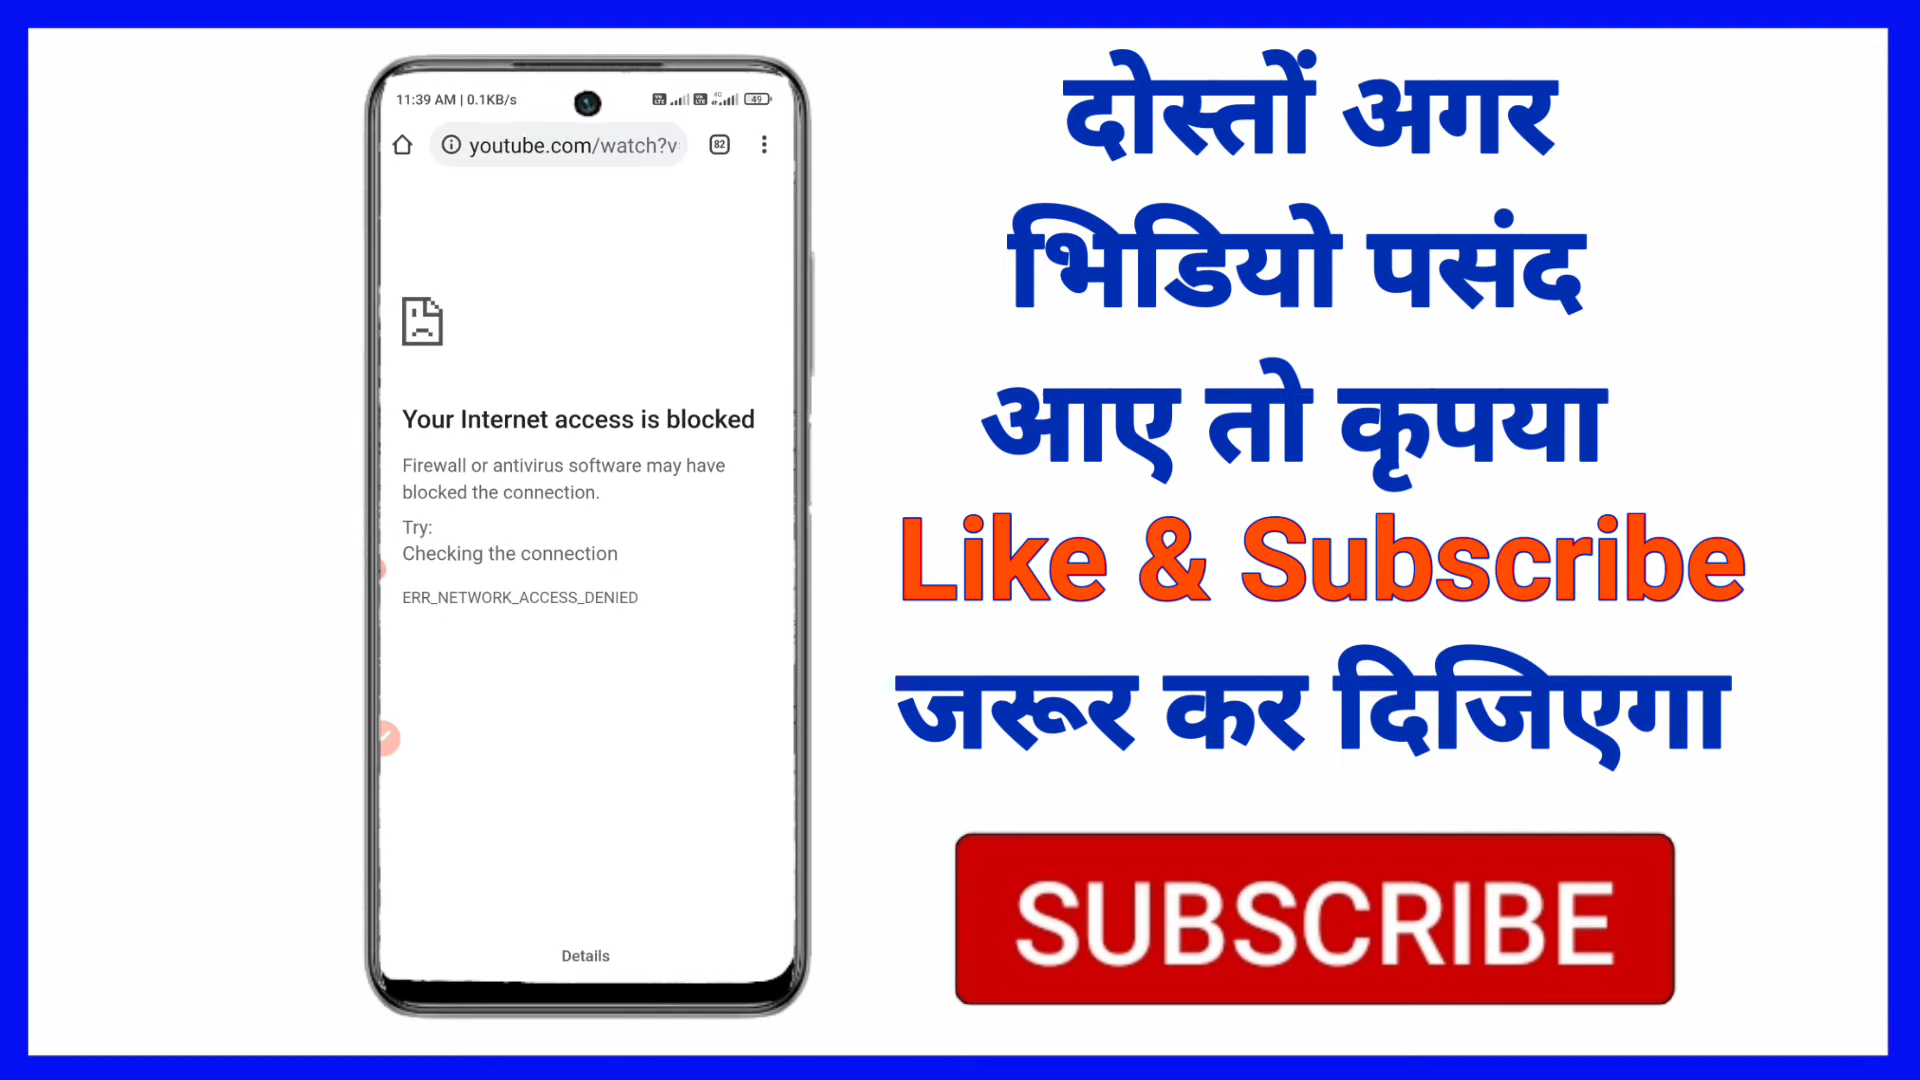 11:39 AM | 0.1KB/s
49
youtube.com/watch?v
82
Your Internet access is blocked
Firewall or antivirus software may have
blocked the connection.
Try:
Checking the connection
ERR_NETWORK_ACCESS_DENIED
Details
दोस्तों अगर
भिडियो पसंद
आए तो कृपया
Like & Subscribe
जरूर कर दिजिएगा
SUBSCRIBE